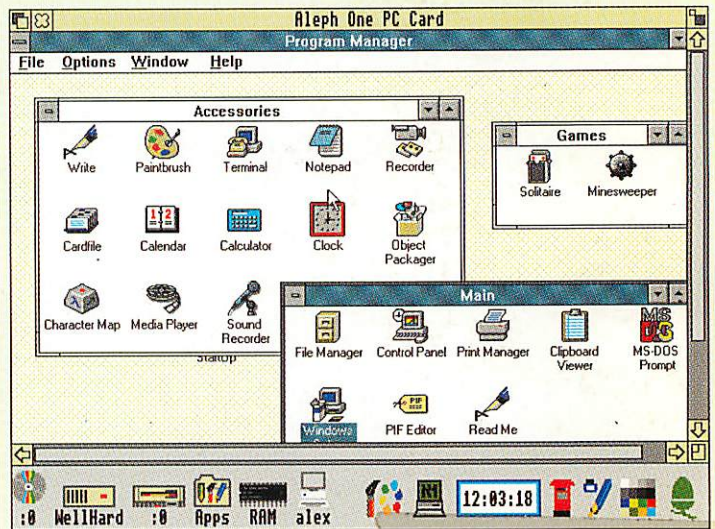 Aleph One PC Card
Program Manager
File Options Window Help
Accessories
Write Paintbrush Terminal Notepad Recorder
Cardfile Calendar Calculator Clock Object Packager
Character Map Media Player Sound Recorder
StartUp
Games
Solitaire Minesweeper
Main
File Manager Control Panel Print Manager Clipboard Viewer MS-DOS Prompt
Windows
PIF Editor Read Me
:0 WellHard :0 Apps RAM alex 12:03:18